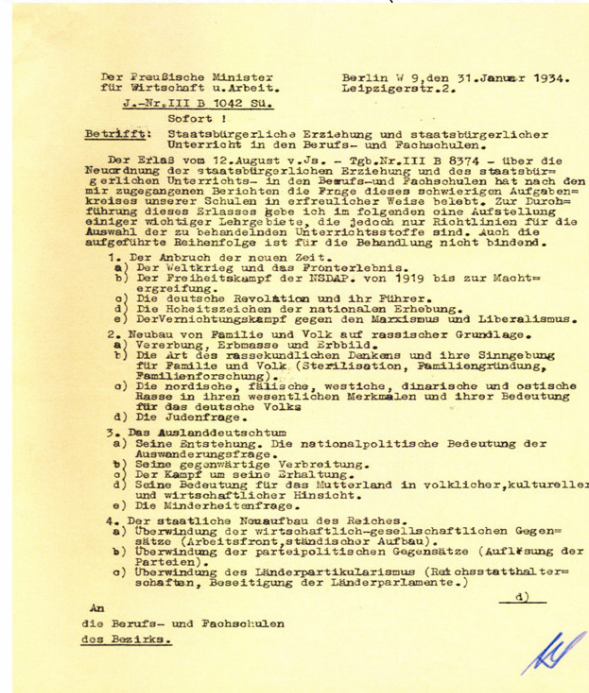 Der Preußische Minister Berlin W 9,den 31.Januar 1934.
für Wirtschaft u.Arbeit. Leipzigerstr.2.
J.-Nr.III B 1042 Sü.
Sofort !
Betrifft: Staatsbürgerliche Erziehung und staatsbürgerlicher
Unterricht in den Berufs- und Fachschulen.
Der Erlaß vom 12.August v.Js. - Tgb.Nr.III B 8374 - über die
Neuordnung der staatsbürgerlichen Erziehung und des staatsbür=
gerlichen Unterrichts- in den Berufs-und Fachschulen hat nach den
mir zugegangenen Berichten die Frage dieses schwierigen Aufgaben=
kreises unserer Schulen in erfreulicher Weise belebt. Zur Durch=
führung dieses Erlasses gebe ich im folgenden eine Aufstellung
einiger wichtiger Lehrgebiete, die jedoch nur Richtlinien für die
Auswahl der zu behandelnden Unterrichtsstoffe sind. Auch die
aufgeführte Reihenfolge ist für die Behandlung nicht bindend.
1. Der Anbruch der neuen Zeit.
a) Der Weltkrieg und das Fronterlebnis.
b) Der Freiheitskampf der NSDAP. von 1919 bis zur Macht=
ergreifung.
c) Die deutsche Revolution und ihr Führer.
d) Die Hoheitszeichen der nationalen Erhebung.
e) DerVernichtungskampf gegen den Marxismus und Liberalismus.
2. Neubau von Familie und Volk auf rassischer Grundlage.
a) Vererbung, Erbmasse und Erbbild.
b) Die Art des rassekundlichen Denkens und ihre Sinngebung
für Familie und Volk (Sterilisation, Familiengründung,
Familienforschung).
c) Die nordische, fälische, westiche, dinarische und ostische
Rasse in ihren wesentlichen Merkmalen und ihrer Bedeutung
für das deutsche Volks
d) Die Judenfrage.
3. Das Auslanddeutschtum
a) Seine Entstehung. Die nationalpolitische Bedeutung der
Auswanderungsfrage.
b) Seine gegenwärtige Verbreitung.
c) Der Kampf um seine Erhaltung.
d) Seine Bedeutung für das Mutterland in volklicher,kultureller
und wirtschaftlicher Hinsicht.
e) Die Minderheitenfrage.
4. Der staatliche Neuaufbau des Reiches.
a) Überwindung der wirtschaftlich-gesellschaftlichen Gegen=
sätze (Arbeitsfront,ständischer Aufbau).
b) Überwindung der parteipolitischen Gegensätze (Auflösung der
Parteien).
c) Überwindung des Länderpartikularismus (Reichsstatthalter=
schaften, Beseitigung der Länderparlamente.)
d)
An
die Berufs- und Fachschulen
des Bezirks.